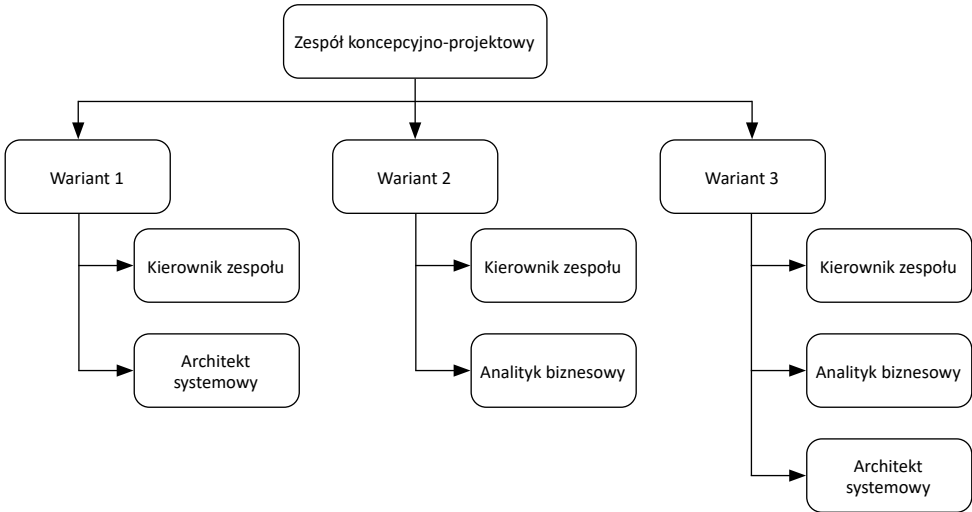 Zespół koncepcyjno-projektowy
Wariant 1
Wariant 2
Wariant 3
Kierownik zespołu
Kierownik zespołu
Kierownik zespołu
Architekt
systemowy
Analityk biznesowy
Analityk biznesowy
Architekt
systemowy